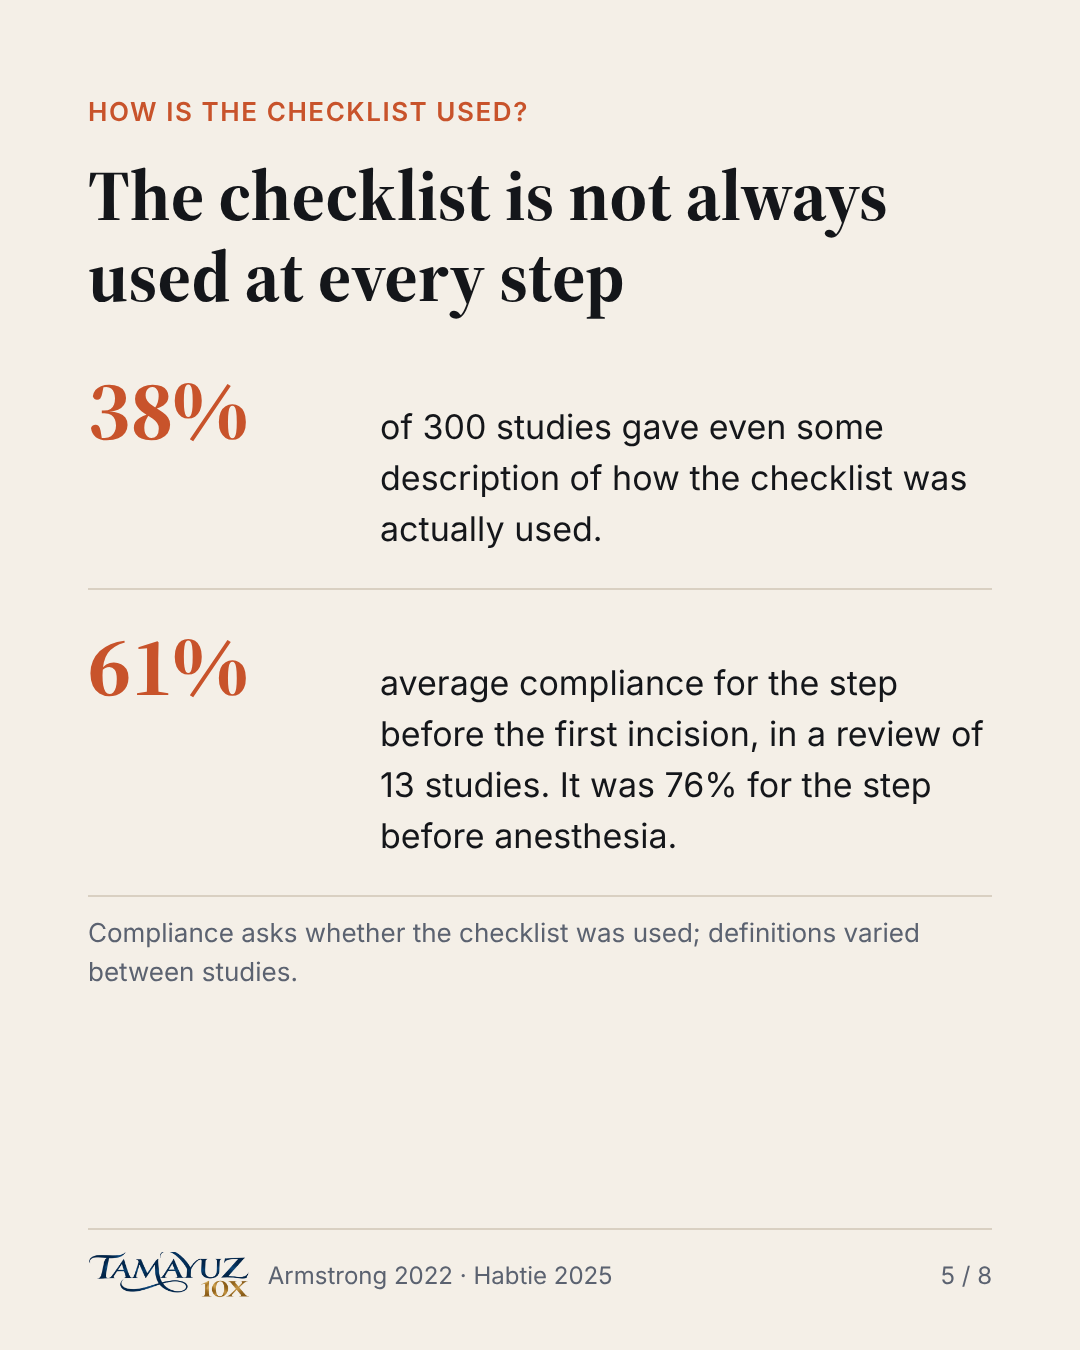 HOW IS THE CHECKLIST USED?
The checklist is not always
used at every step
38%
of 300 studies gave even some
description of how the checklist was
actually used.
61%
average compliance for the step
before the first incision, in a review of
13 studies. It was 76% for the step
before anesthesia.
Compliance asks whether the checklist was used; definitions varied
between studies.
TAMAYUZ
10X
Armstrong 2022 · Habtie 2025
5 / 8